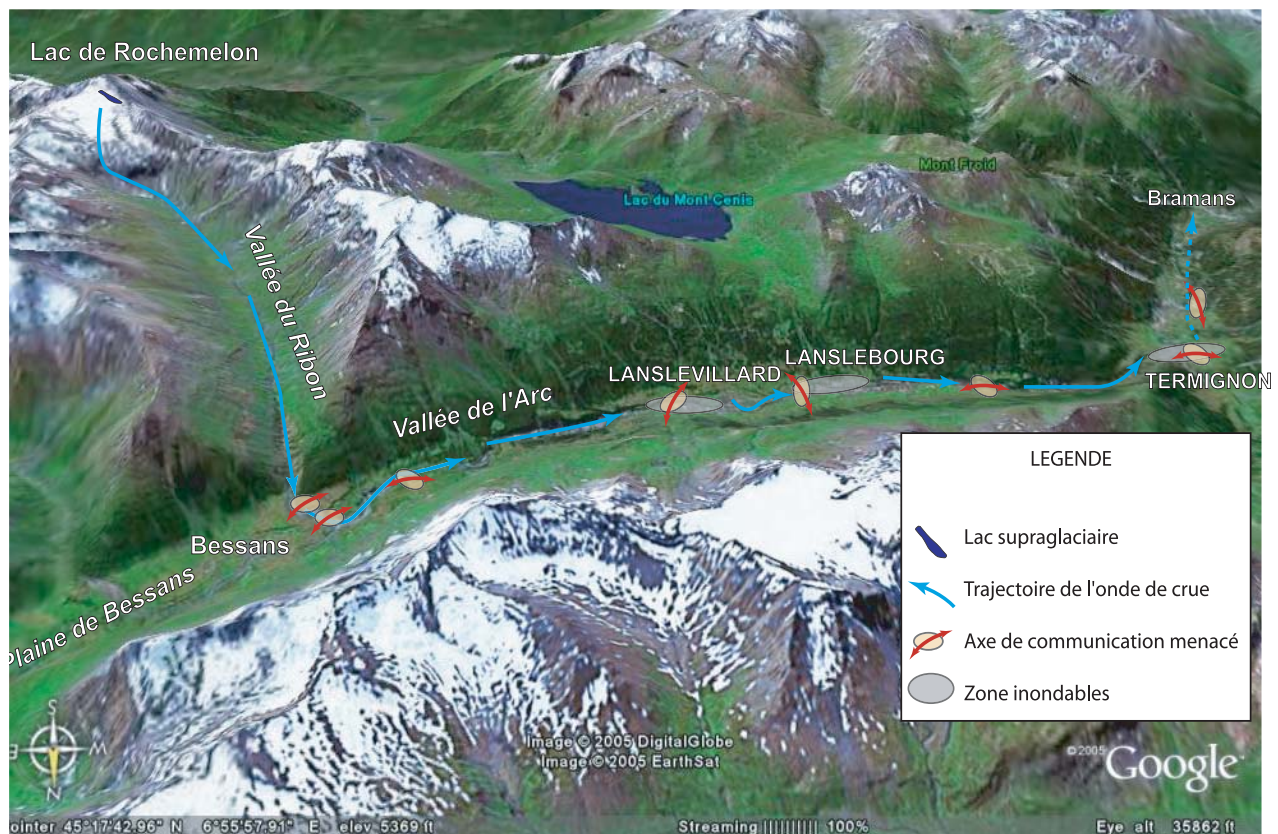 Lac de Rochemelon
Lac du Mont Cenis
Mont Froid
Bramans
Vallée du Ribon
LANSLEVILLARD
LANSLEBOURG
TERMIGNON
Vallée de l'Arc
Bessans
Plaine de Bessans
LEGENDE
Lac supraglaciaire
Trajectoire de l'onde de crue
Axe de communication menacé
Zone inondables
S
E
W
N
Image © 2005 DigitalGlobe
Image © 2005 EarthSat
© 2005 Google
ointer 45°17'42.96" N 6°55'57.91" E elev 5369 ft
Streaming |||||||||| 100%
Eye alt 35862 ft